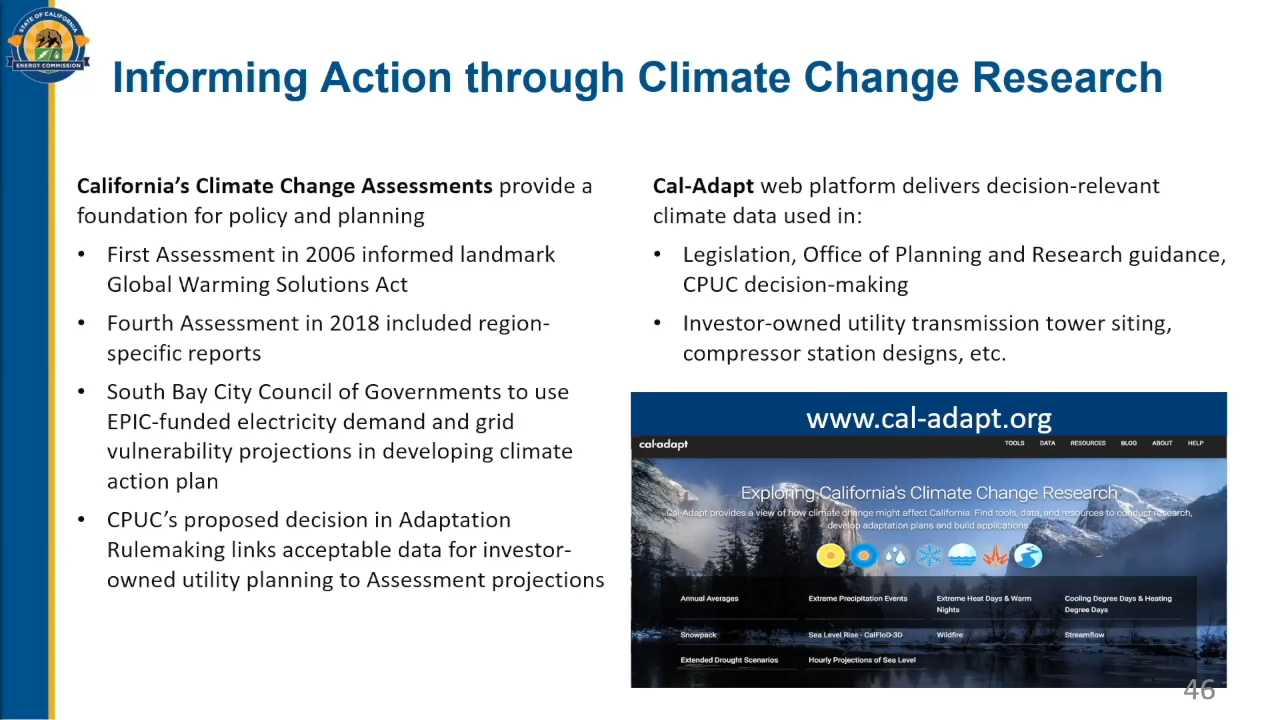 STATE OF CALIFORNIA
ENERGY COMMISSION
Informing Action through Climate Change Research
California’s Climate Change Assessments provide a
foundation for policy and planning
• First Assessment in 2006 informed landmark
Global Warming Solutions Act
• Fourth Assessment in 2018 included region-
specific reports
• South Bay City Council of Governments to use
EPIC-funded electricity demand and grid
vulnerability projections in developing climate
action plan
• CPUC’s proposed decision in Adaptation
Rulemaking links acceptable data for investor-
owned utility planning to Assessment projections
Cal-Adapt web platform delivers decision-relevant
climate data used in:
• Legislation, Office of Planning and Research guidance,
CPUC decision-making
• Investor-owned utility transmission tower siting,
compressor station designs, etc.
www.cal-adapt.org
cal-adapt
TOOLS DATA RESOURCES BLOG ABOUT HELP
Exploring California's Climate Change Research
Cal-Adapt provides a view of how climate change might affect California. Find tools, data, and resources to conduct research,
develop adaptation plans and build applications.
Annual Averages
Extreme Precipitation Events
Extreme Heat Days & Warm
Nights
Cooling Degree Days & Heating
Degree Days
Snowpack
Sea Level Rise - CalFloD-3D
Wildfire
Streamflow
Extended Drought Scenarios
Hourly Projections of Sea Level
46